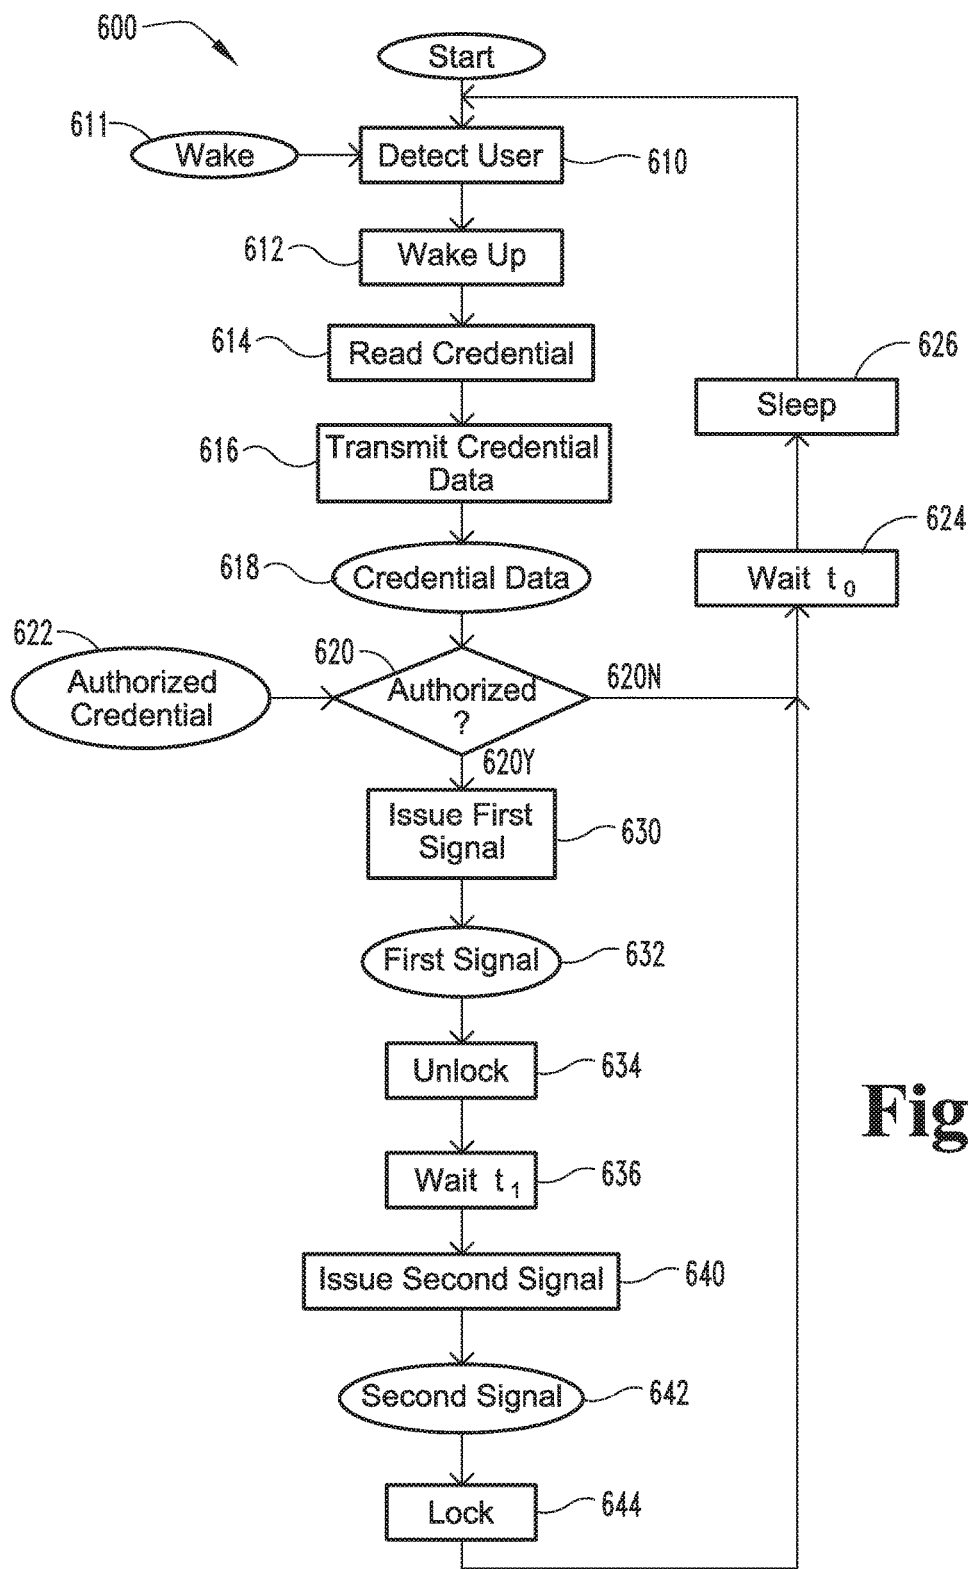 600
Start
611
Wake
Detect User
610
612
Wake Up
614
Read Credential
626
Sleep
616
Transmit Credential
Data
624
618
Credential Data
Wait t0
622
Authorized
Credential
620
Authorized
?
620N
620Y
Issue First
Signal
630
First Signal
632
Unlock
634
Fig
Wait t1
636
Issue Second Signal
640
Second Signal
642
Lock
644